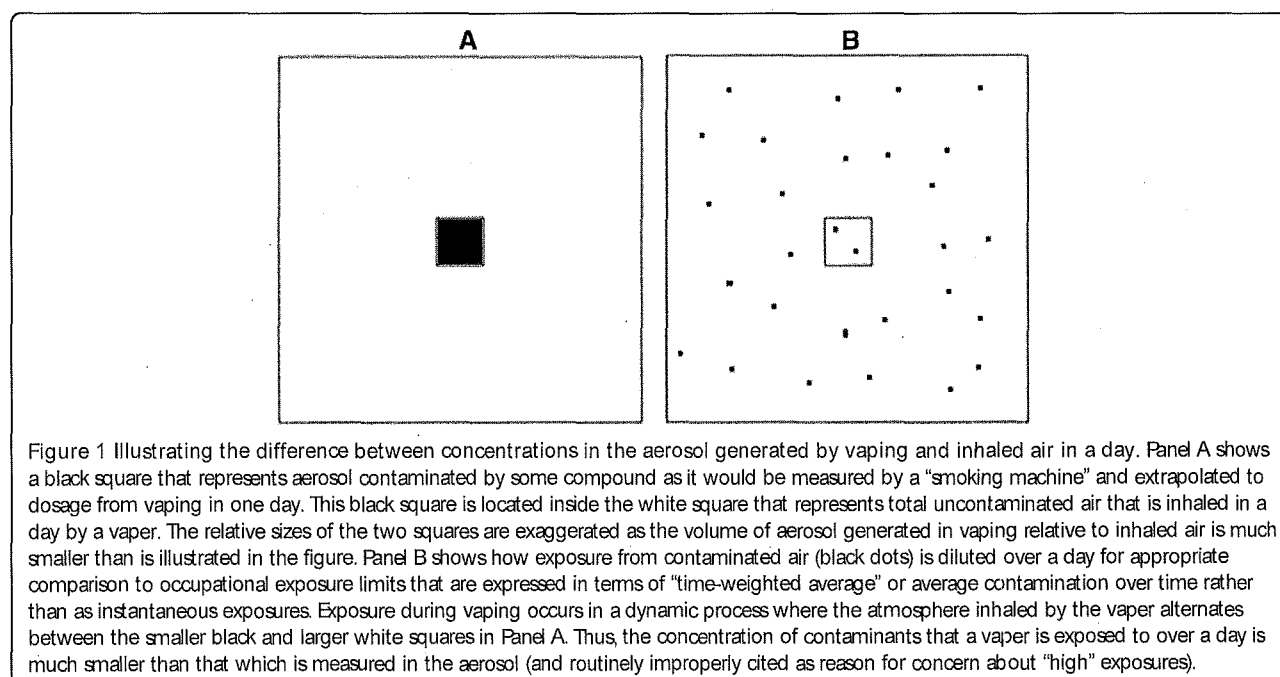 A B
Figure 1 Illustrating the difference between concentrations in the aerosol generated by vaping and inhaled air in a day. Panel A shows
a black square that represents aerosol contaminated by some compound as it would be measured by a "smoking machine" and extrapolated to
dosage from vaping in one day. This black square is located inside the white square that represents total uncontaminated air that is inhaled in a
day by a vaper. The relative sizes of the two squares are exaggerated as the volume of aerosol generated in vaping relative to inhaled air is much
smaller than is illustrated in the figure. Panel B shows how exposure from contaminated air (black dots) is diluted over a day for appropriate
comparison to occupational exposure limits that are expressed in terms of "time-weighted average" or average contamination over time rather
than as instantaneous exposures. Exposure during vaping occurs in a dynamic process where the atmosphere inhaled by the vaper alternates
between the smaller black and larger white squares in Panel A. Thus, the concentration of contaminants that a vaper is exposed to over a day is
much smaller than that which is measured in the aerosol (and routinely improperly cited as reason for concern about "high" exposures).